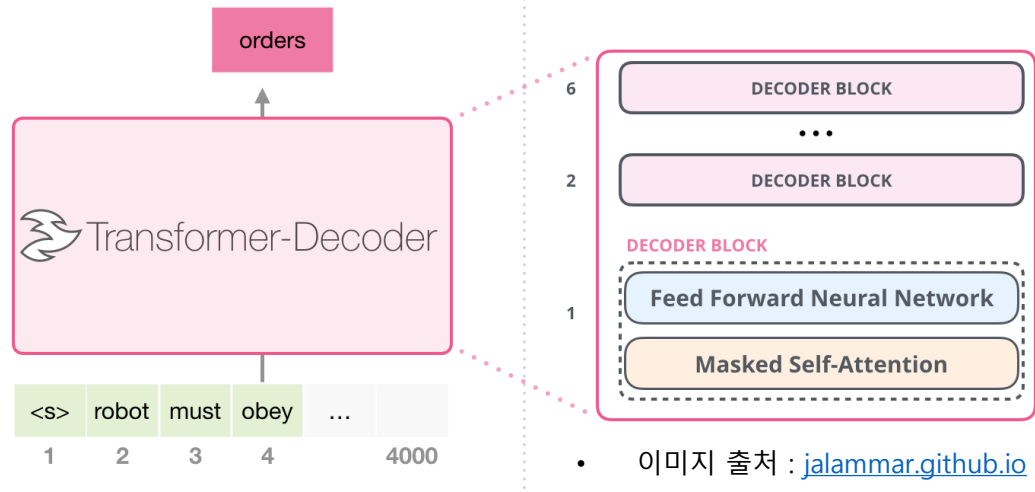 orders
Transformer-Decoder
<s> robot must obey ...
1 2 3 4 4000
6 DECODER BLOCK
...
2 DECODER BLOCK
DECODER BLOCK
1
Feed Forward Neural Network
Masked Self-Attention
• 이미지 출처 : jalammar.github.io